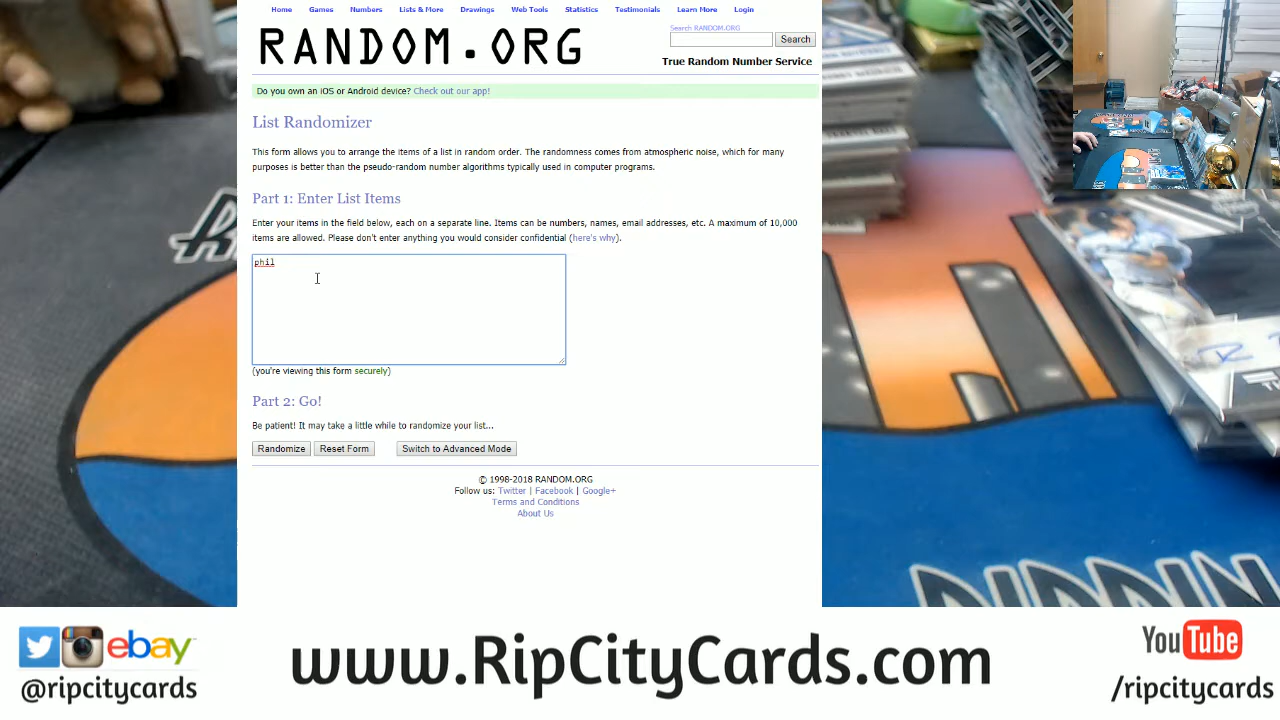 Home Games Numbers Lists & More Drawings Web Tools Statistics Testimonials Learn More Login
RANDOM.ORG
Search RANDOM.ORG
Search
True Random Number Service
Do you own an iOS or Android device? Check out our app!
List Randomizer
This form allows you to arrange the items of a list in random order. The randomness comes from atmospheric noise, which for many
purposes is better than the pseudo-random number algorithms typically used in computer programs.
Part 1: Enter List Items
Enter your items in the field below, each on a separate line. Items can be numbers, names, email addresses, etc. A maximum of 10,000
items are allowed. Please don't enter anything you would consider confidential (here's why).
phil
(you're viewing this form securely)
Part 2: Go!
Be patient! It may take a little while to randomize your list...
Randomize Reset Form Switch to Advanced Mode
© 1998-2018 RANDOM.ORG
Follow us: Twitter | Facebook | Google+
Terms and Conditions
About Us
ebay
@ripcitycards
www.RipCityCards.com
YouTube
/ripcitycards